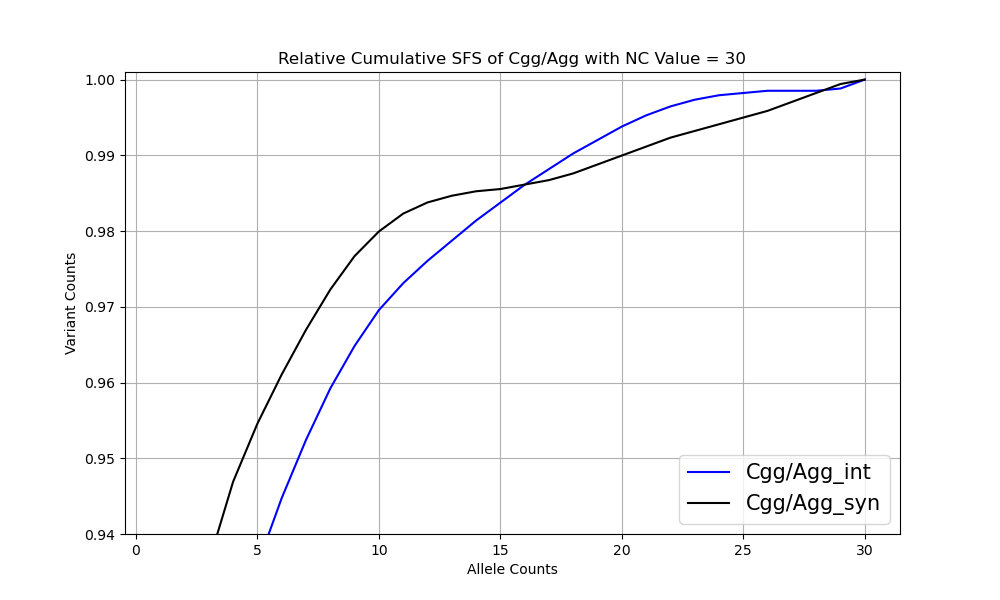 Relative Cumulative SFS of Cgg/Agg with NC Value = 30
Variant Counts
1.00
0.99
0.98
0.97
0.96
0.95
0.94
0
5
10
15
20
25
30
Allele Counts
Cgg/Agg_int
Cgg/Agg_syn